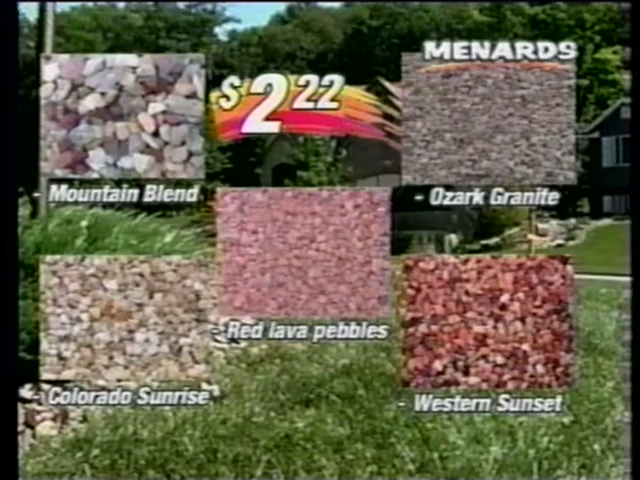 MENARDS
$2 22
- Mountain Blend
- Ozark Granite
- Red lava pebbles
- Colorado Sunrise
- Western Sunset